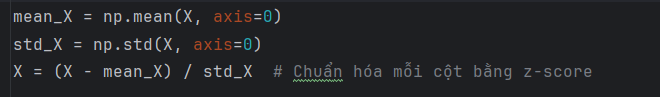 mean_X = np.mean(X, axis=0)
std_X = np.std(X, axis=0)
X = (X - mean_X) / std_X  # Chuẩn hóa mỗi cột bằng z-score